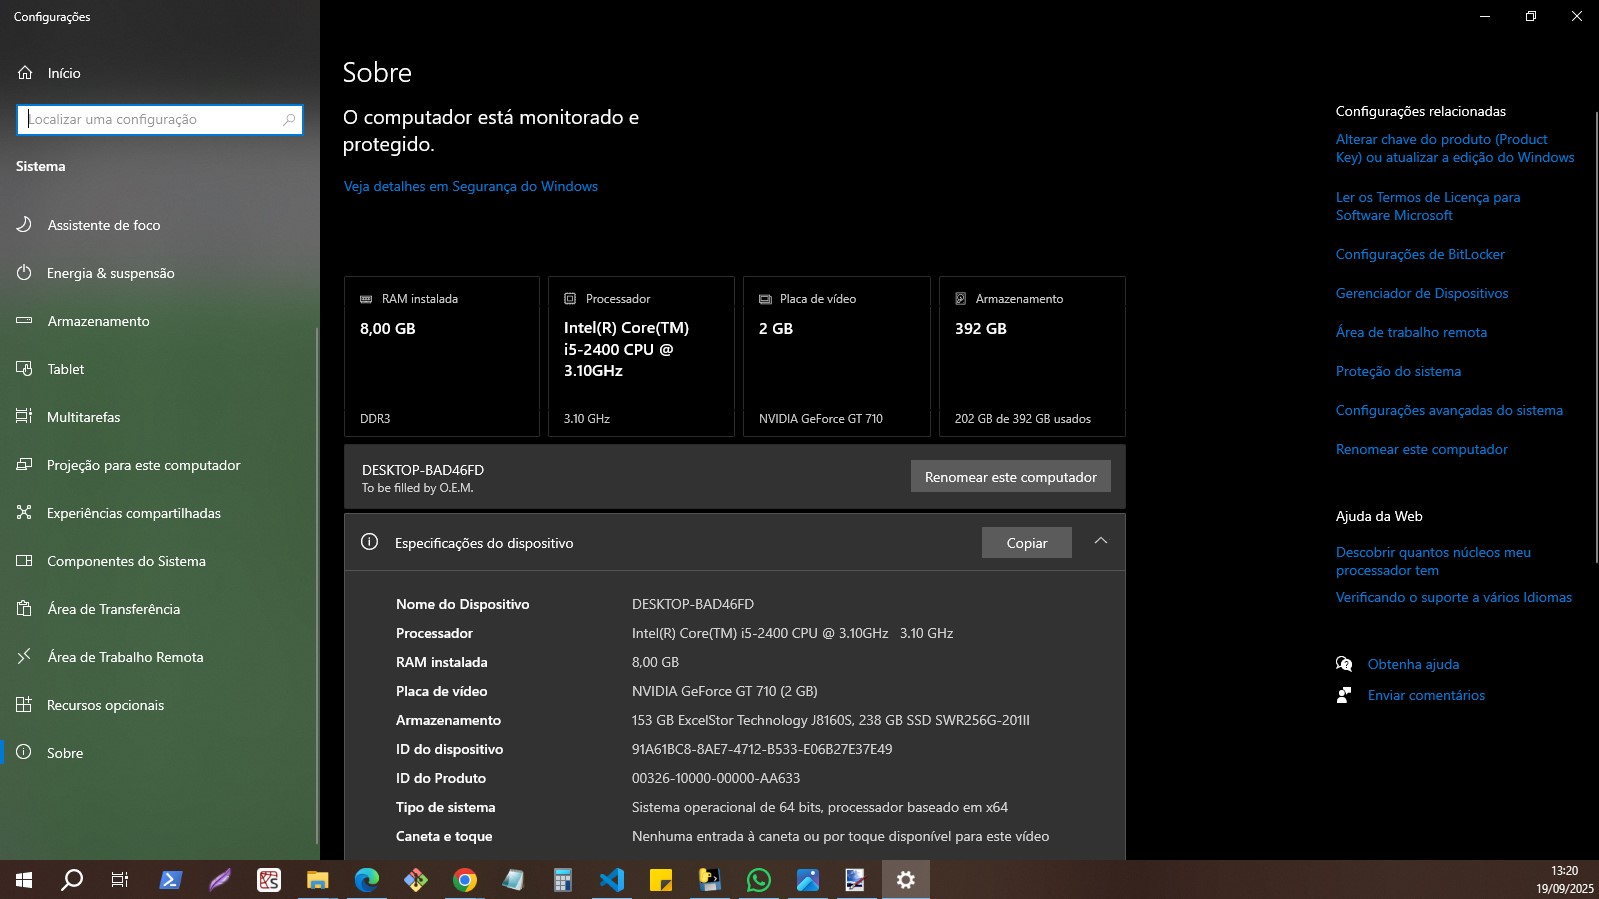 Configurações
Início
Localizar uma configuração
Sistema
Assistente de foco
Energia & suspensão
Armazenamento
Tablet
Multitarefas
Projeção para este computador
Experiências compartilhadas
Componentes do Sistema
Área de Transferência
Área de Trabalho Remota
Recursos opcionais
Sobre
Sobre
O computador está monitorado e
protegido.
Veja detalhes em Segurança do Windows
RAM instalada
8,00 GB
DDR3
Processador
Intel(R) Core(TM)
i5-2400 CPU @
3.10GHz
3.10 GHz
Placa de vídeo
2 GB
NVIDIA GeForce GT 710
Armazenamento
392 GB
202 GB de 392 GB usados
DESKTOP-BAD46FD
To be filled by O.E.M.
Renomear este computador
Especificações do dispositivo
Copiar
Nome do Dispositivo DESKTOP-BAD46FD
Processador Intel(R) Core(TM) i5-2400 CPU @ 3.10GHz 3.10 GHz
RAM instalada 8,00 GB
Placa de vídeo NVIDIA GeForce GT 710 (2 GB)
Armazenamento 153 GB ExcelStor Technology J8160S, 238 GB SSD SWR256G-201II
ID do dispositivo 91A61BC8-8AE7-4712-B533-E06B27E37E49
ID do Produto 00326-10000-00000-AA633
Tipo de sistema Sistema operacional de 64 bits, processador baseado em x64
Caneta e toque Nenhuma entrada à caneta ou por toque disponível para este vídeo
Configurações relacionadas
Alterar chave do produto (Product
Key) ou atualizar a edição do Windows
Ler os Termos de Licença para
Software Microsoft
Configurações de BitLocker
Gerenciador de Dispositivos
Área de trabalho remota
Proteção do sistema
Configurações avançadas do sistema
Renomear este computador
Ajuda da Web
Descobrir quantos núcleos meu
processador tem
Verificando o suporte a vários Idiomas
Obtenha ajuda
Enviar comentários
13:20
19/09/2025